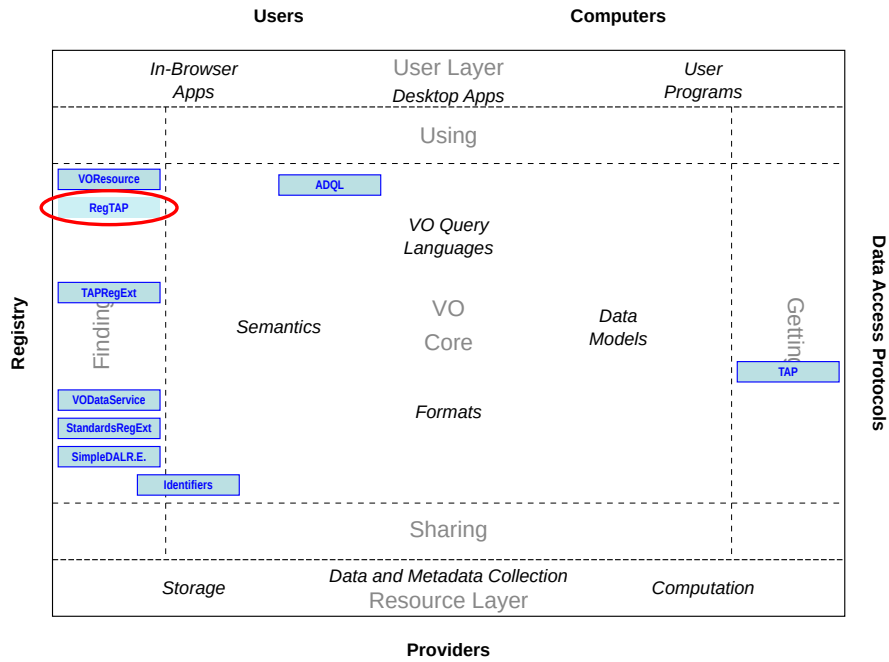 Users
Computers
In-Browser
Apps
User Layer
Desktop Apps
User
Programs
Using
VOResource
RegTAP
ADQL
VO Query
Languages
Registry
Finding
TAPRegExt
Semantics
VO
Core
Data
Models
Getting
TAP
Data Access Protocols
VODataService
StandardsRegExt
SimpleDALR.E.
Identifiers
Formats
Sharing
Storage
Data and Metadata Collection
Resource Layer
Computation
Providers